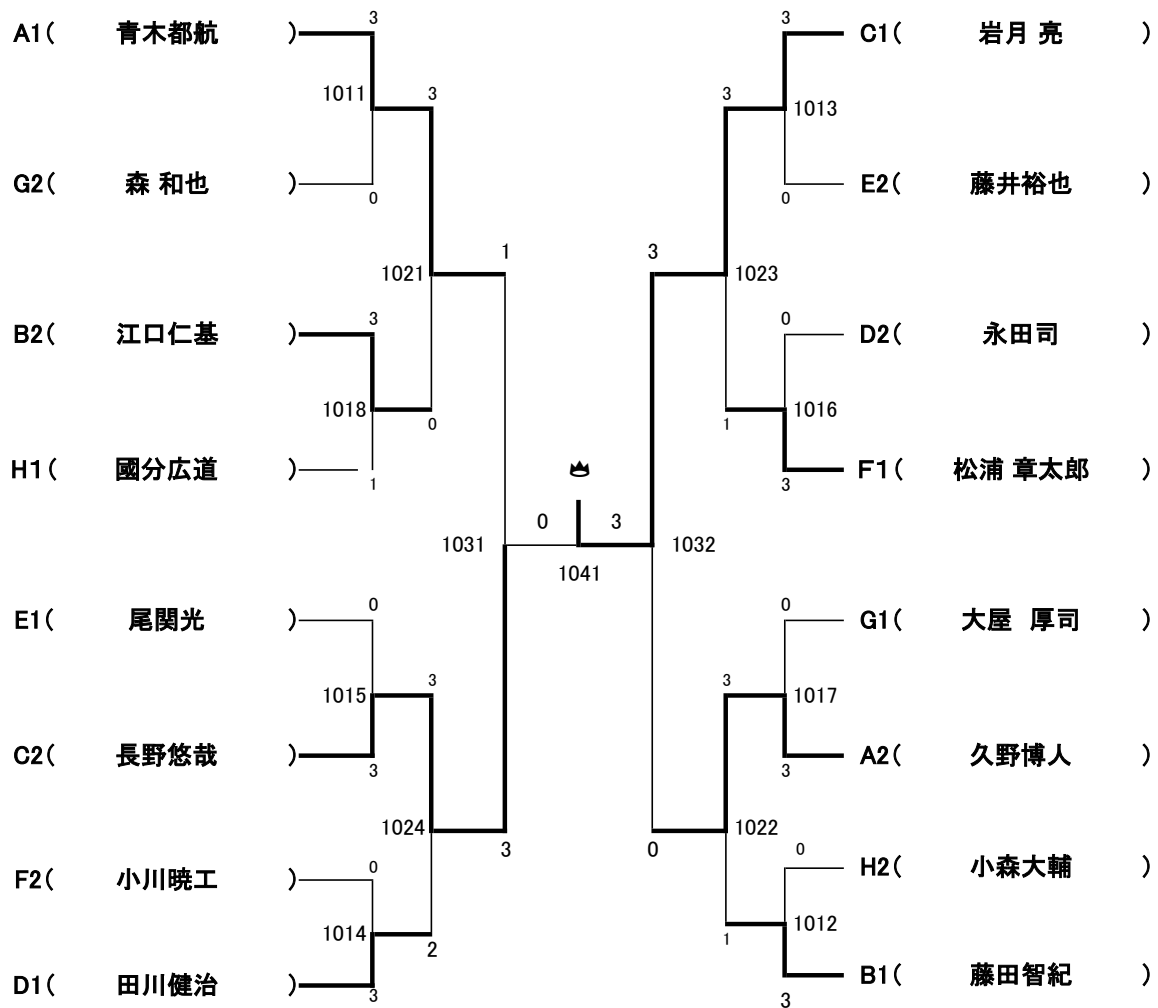 3 3
A1( 青木都航 ) C1( 岩月 亮 )
1011 3 3 1013
G2( 森 和也 ) E2( 藤井裕也 )
0 0
1 3
1021 1023
3 0
B2( 江口仁基 ) D2( 永田司 )
1018 0 1 1016
H1( 國分広道 ) F1( 松浦 章太郎 )
1 3
0 3
1031 1032
1041
0 0
E1( 尾関光 ) G1( 大屋 厚司 )
3 3
1015 1017
C2( 長野悠哉 ) A2( 久野博人 )
3 3
1024 1022
3 0
0 0
F2( 小川暁工 ) H2( 小森大輔 )
1014 2 1 1012
D1( 田川健治 ) B1( 藤田智紀 )
3 3